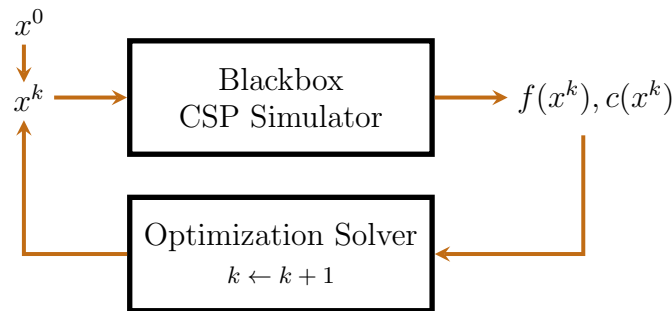 x^0
x^k
Blackbox
CSP Simulator
f(x^k), c(x^k)
Optimization Solver
k ← k + 1